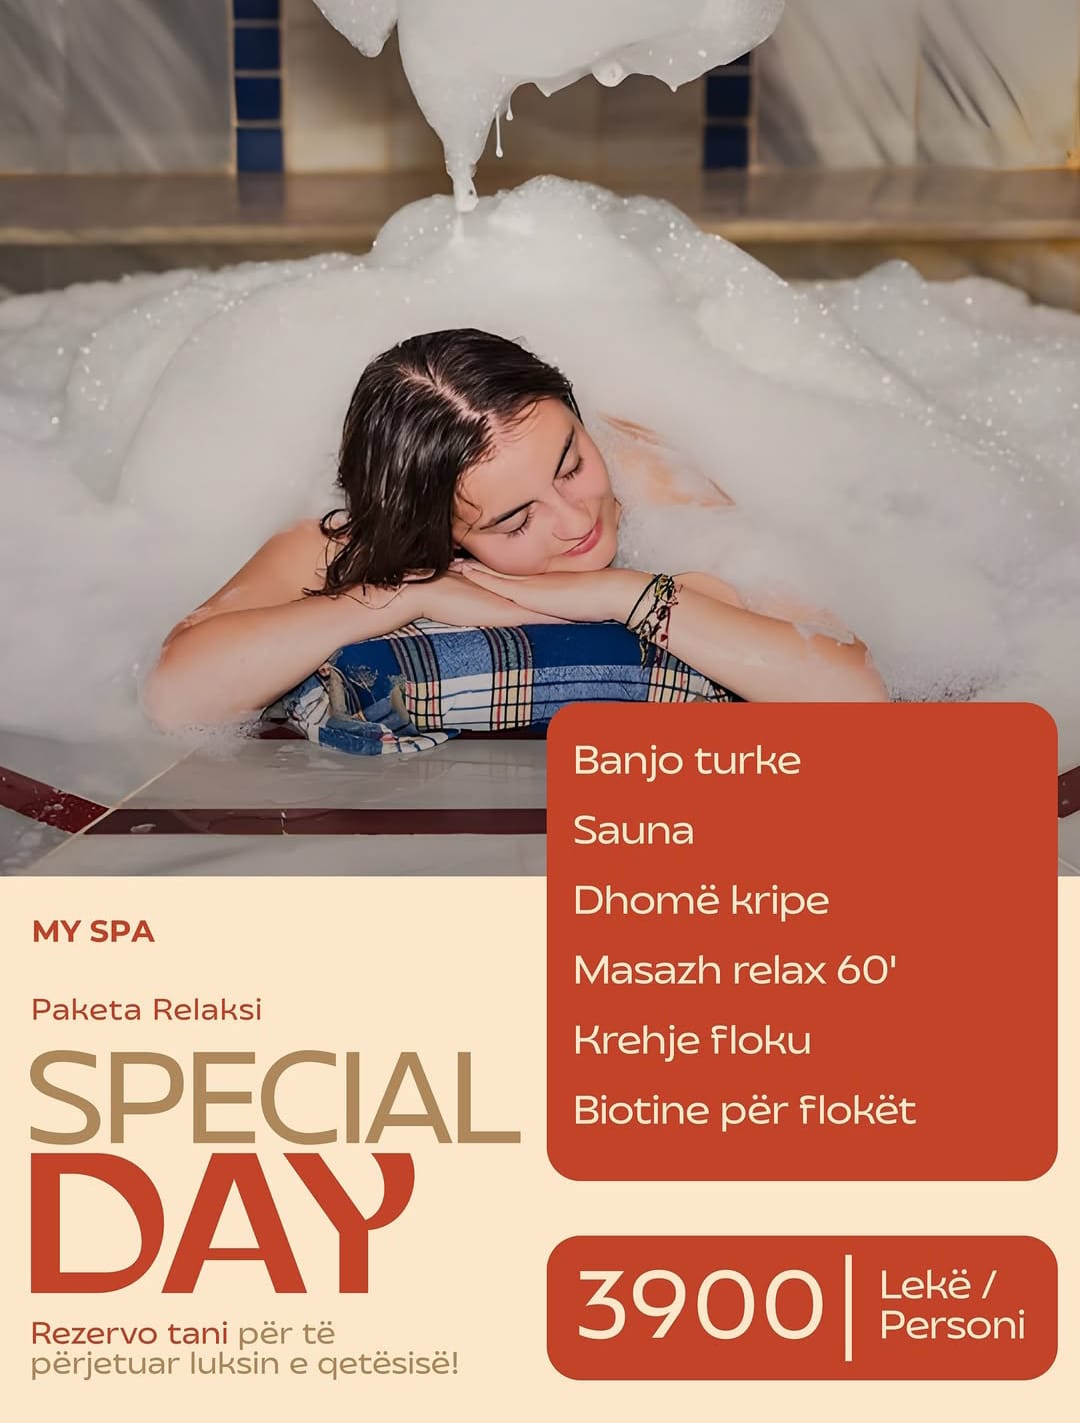 MY SPA
Paketa Relaksi
SPECIAL
DAY
Rezervo tani për të
përjetuar luksin e qetësisë!
Banjo turke
Sauna
Dhomë kripe
Masazh relax 60'
Krehje floku
Biotine për flokët
3900
Lekë /
Personi